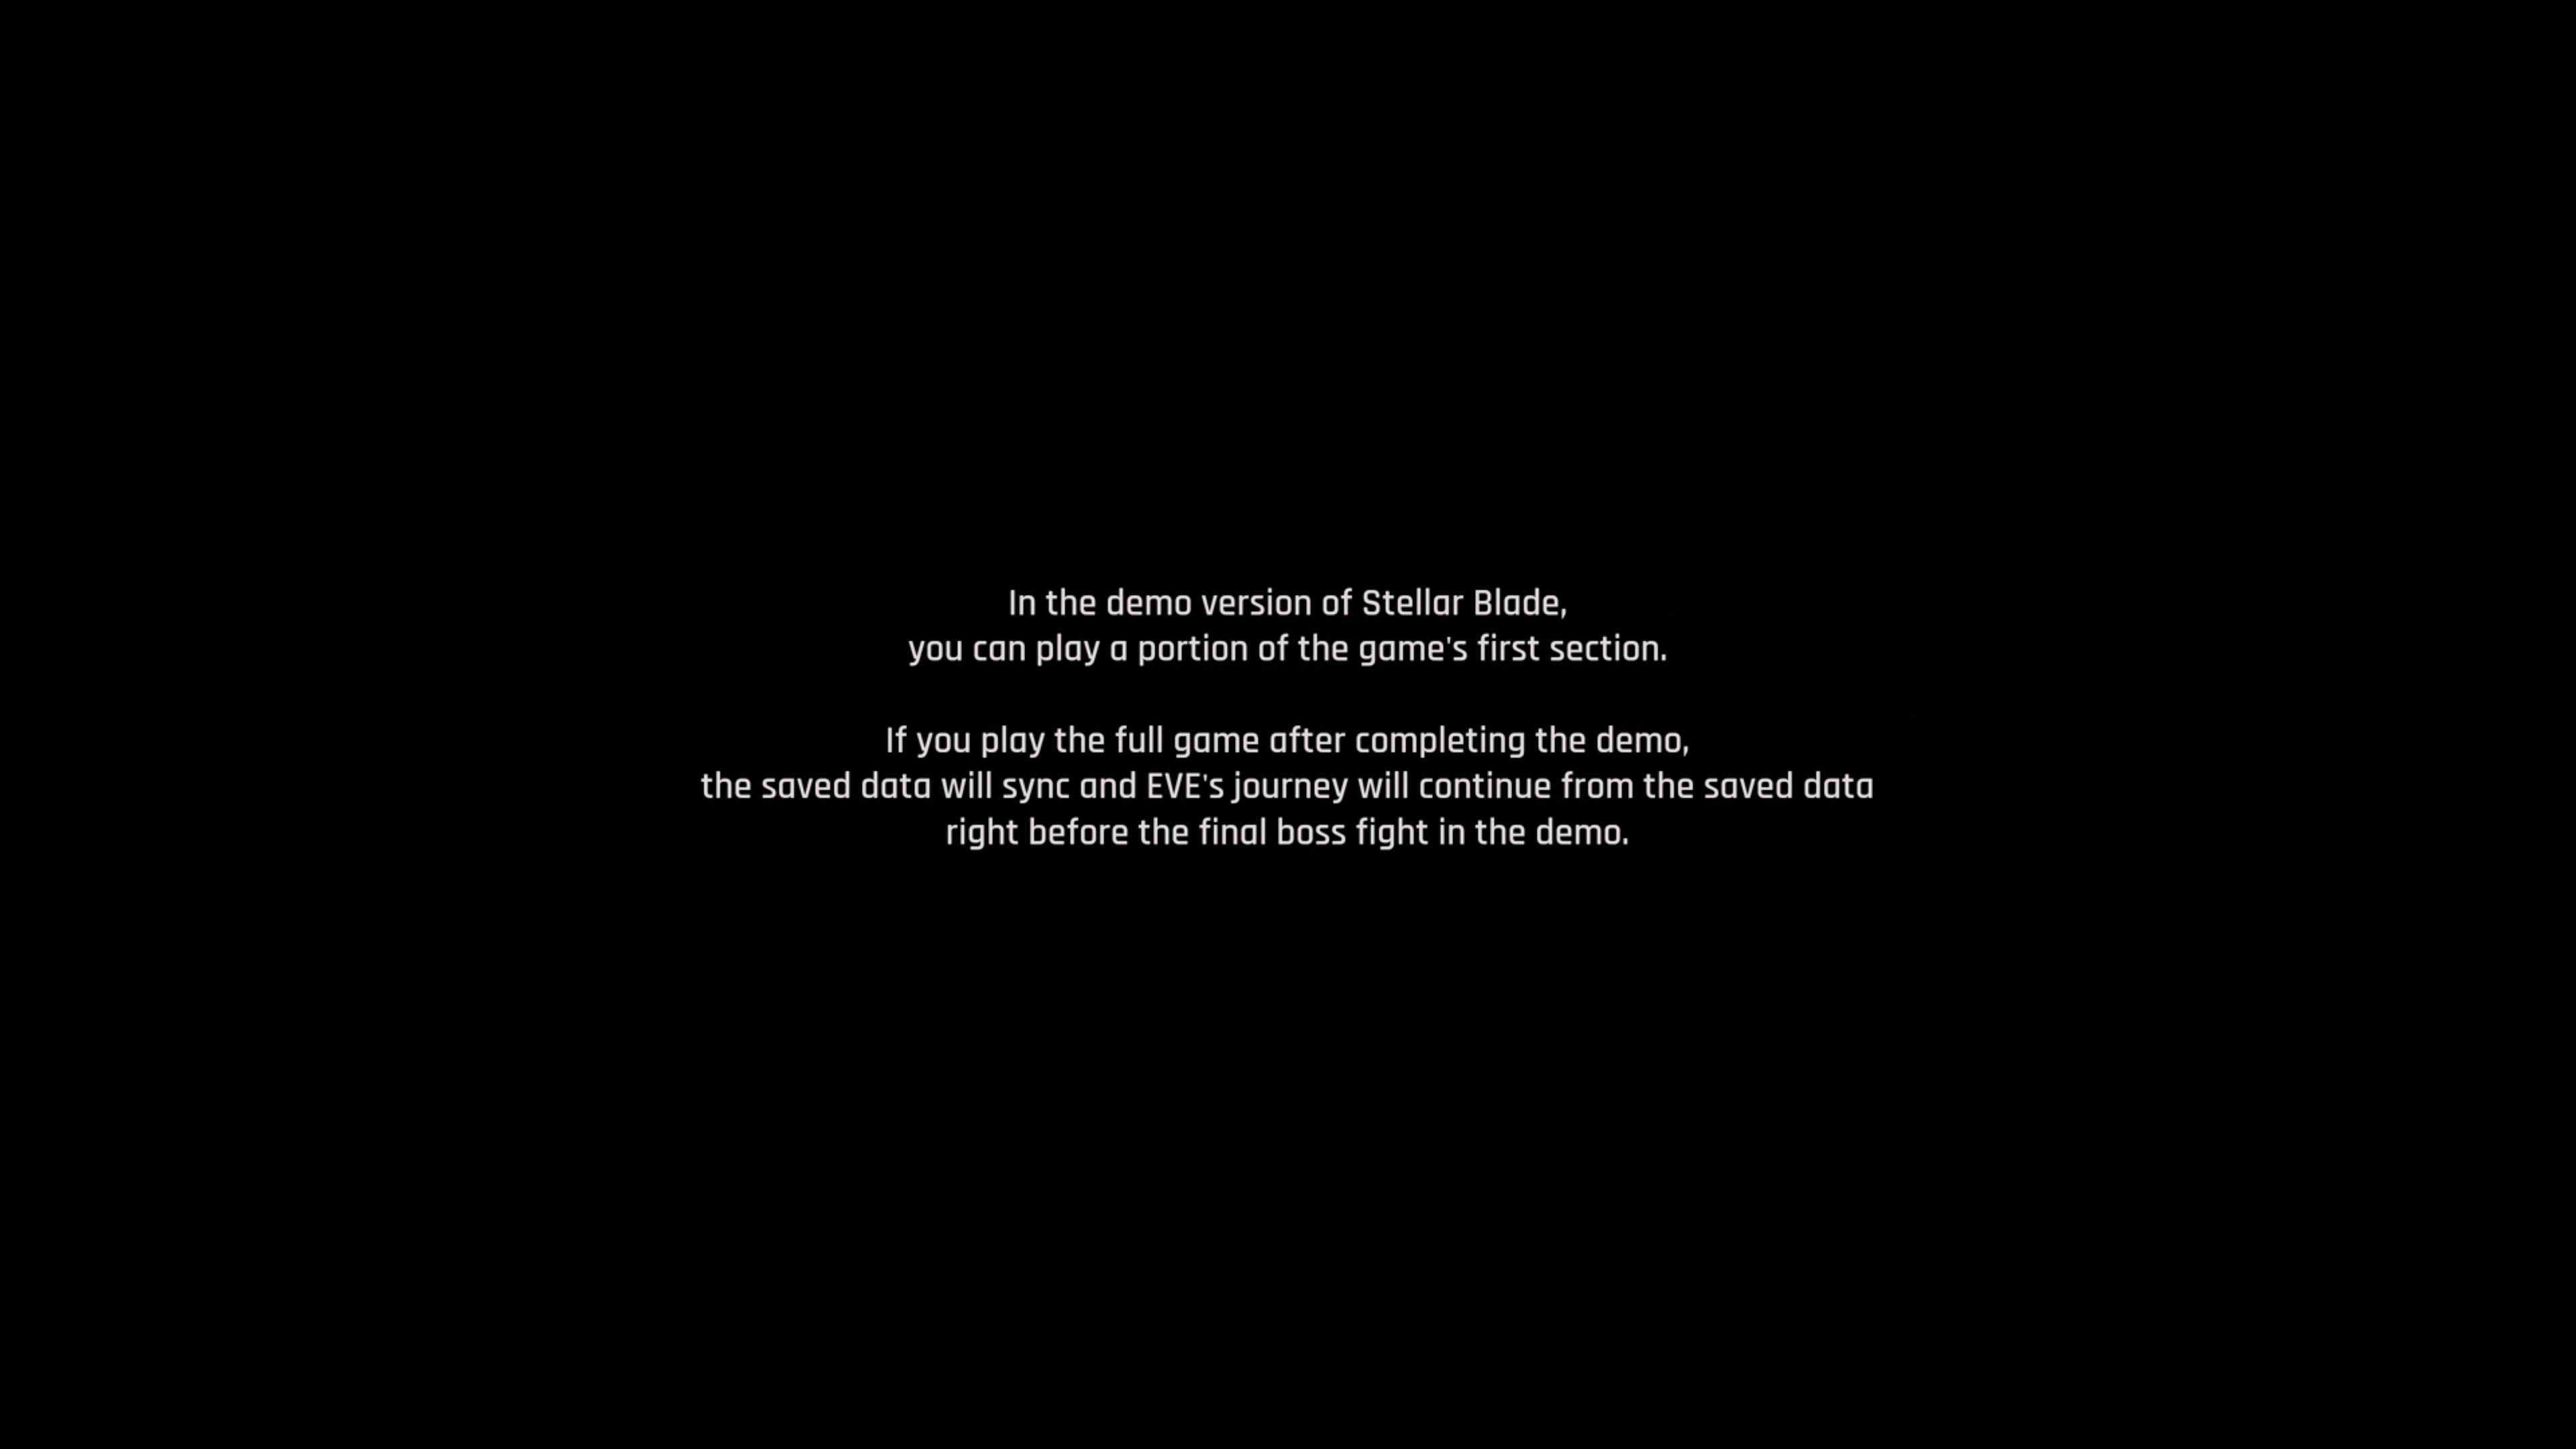 In the demo version of Stellar Blade,
you can play a portion of the game's first section.
If you play the full game after completing the demo,
the saved data will sync and EVE's journey will continue from the saved data
right before the final boss fight in the demo.